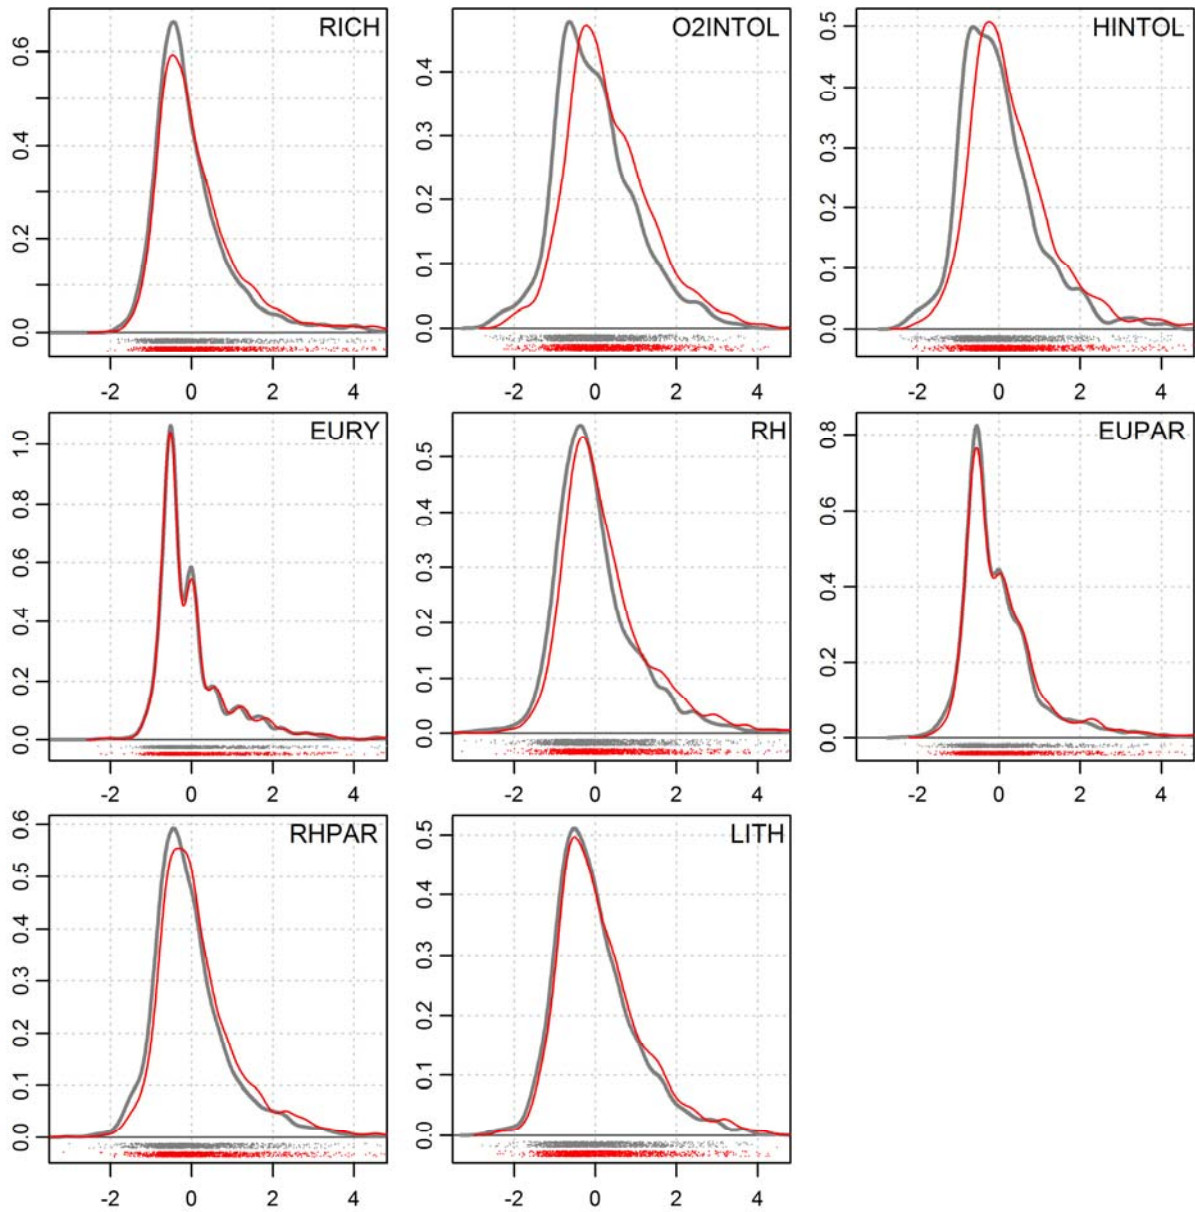 RICH
0.0 0.2 0.4 0.6
-2 0 2 4
O2INTOL
0.0 0.1 0.2 0.3 0.4
-2 0 2 4
HINTOL
0.0 0.1 0.2 0.3 0.4 0.5
-2 0 2 4
EURY
0.0 0.2 0.4 0.6 0.8 1.0
-2 0 2 4
RH
0.0 0.1 0.2 0.3 0.4 0.5
-2 0 2 4
EUPAR
0.0 0.2 0.4 0.6 0.8
-2 0 2 4
RHPAR
0.0 0.1 0.2 0.3 0.4 0.5 0.6
-2 0 2 4
LITH
0.0 0.1 0.2 0.3 0.4 0.5
-2 0 2 4